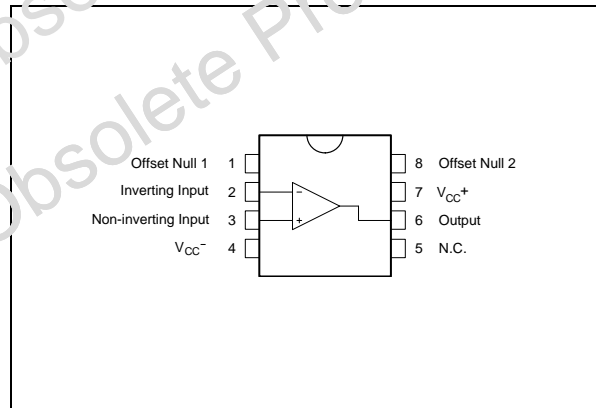 Obsolete Pro
Obsolete
Offset Null 1 1 8 Offset Null 2
Inverting Input 2 − 7 VCC+
Non-inverting Input 3 + 6 Output
VCC− 4 5 N.C.